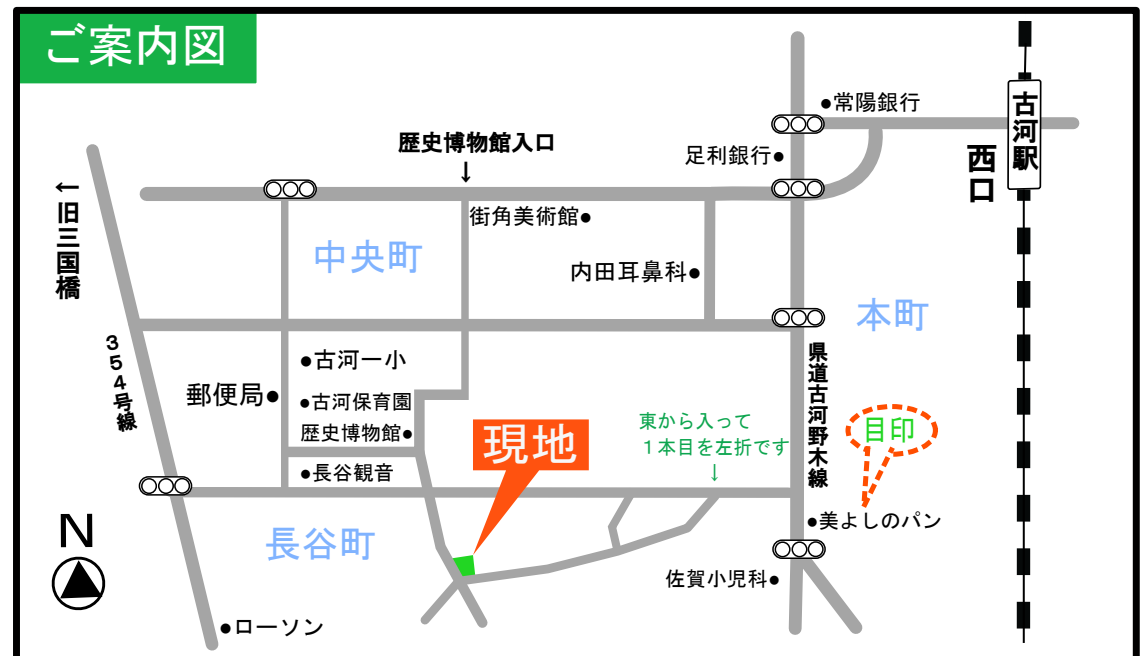 ご案内図
常陽銀行
古河駅
西口
足利銀行
歴史博物館入口
↓
←旧三国橋
街角美術館
中央町
内田耳鼻科
本町
354号線
古河一小
郵便局
古河保育園
歴史博物館
県道古河野木線
目印
東から入って
1本目を左折です
↓
現地
長谷観音
美よしのパン
N
長谷町
佐賀小児科
ローソン